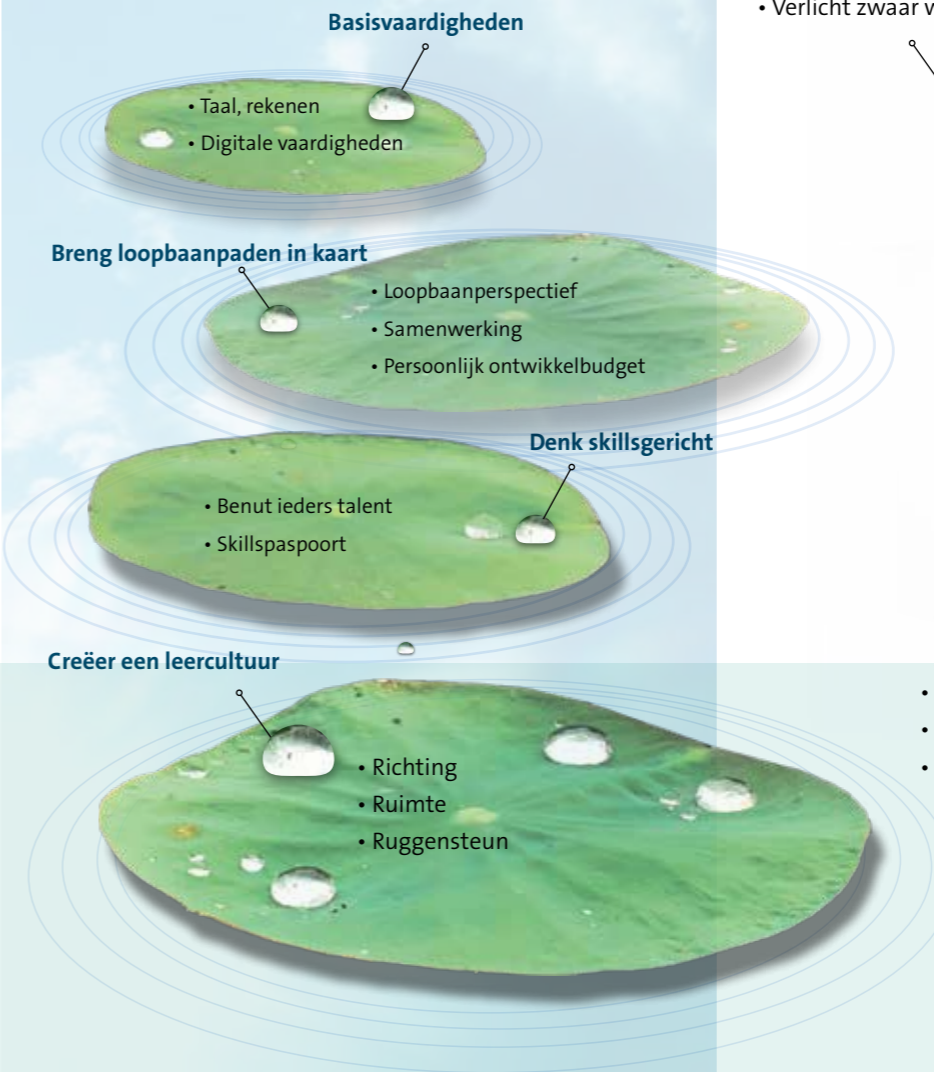 • Verlicht zwaar
Basisvaardigheden
• Taal, rekenen
• Digitale vaardigheden
Breng loopbaanpaden in kaart
• Loopbaanperspectief
• Samenwerking
• Persoonlijk ontwikkelbudget
Denk skillsgericht
• Benut ieders talent
• Skillspaspoort
Creëer een leercultuur
• Richting
• Ruimte
• Ruggensteun
•
•
•